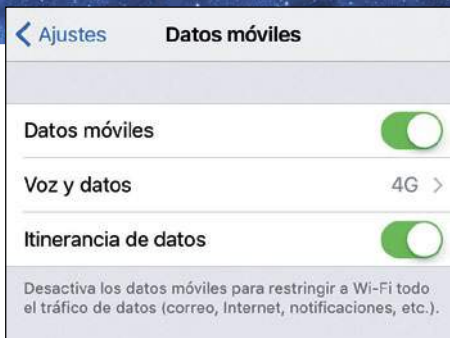 Ajustes
Datos móviles
Datos móviles
Voz y datos
4G
Itinerancia de datos
Desactiva los datos móviles para restringir a Wi-Fi todo
el tráfico de datos (correo, Internet, notificaciones, etc.).